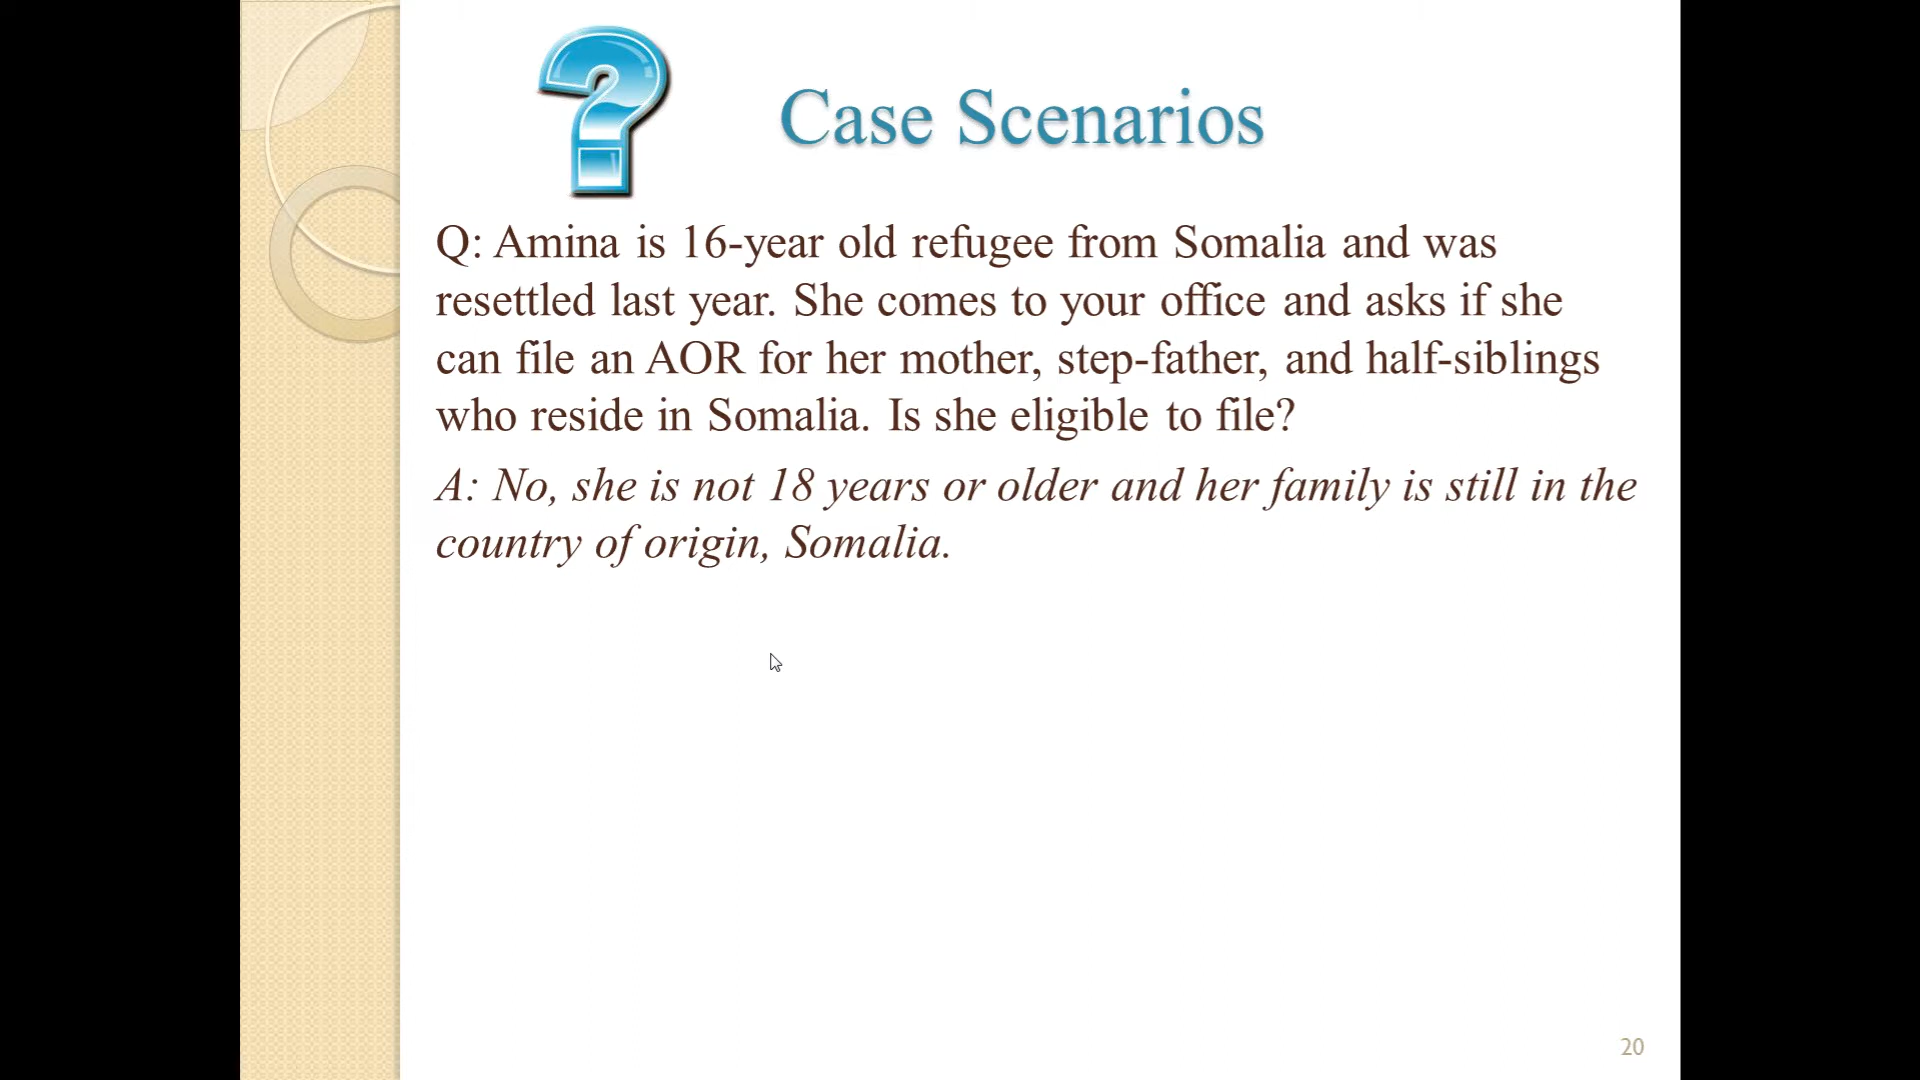 Case Scenarios
Q: Amina is 16-year old refugee from Somalia and was
resettled last year. She comes to your office and asks if she
can file an AOR for her mother, step-father, and half-siblings
who reside in Somalia. Is she eligible to file?
A: No, she is not 18 years or older and her family is still in the
country of origin, Somalia.
20